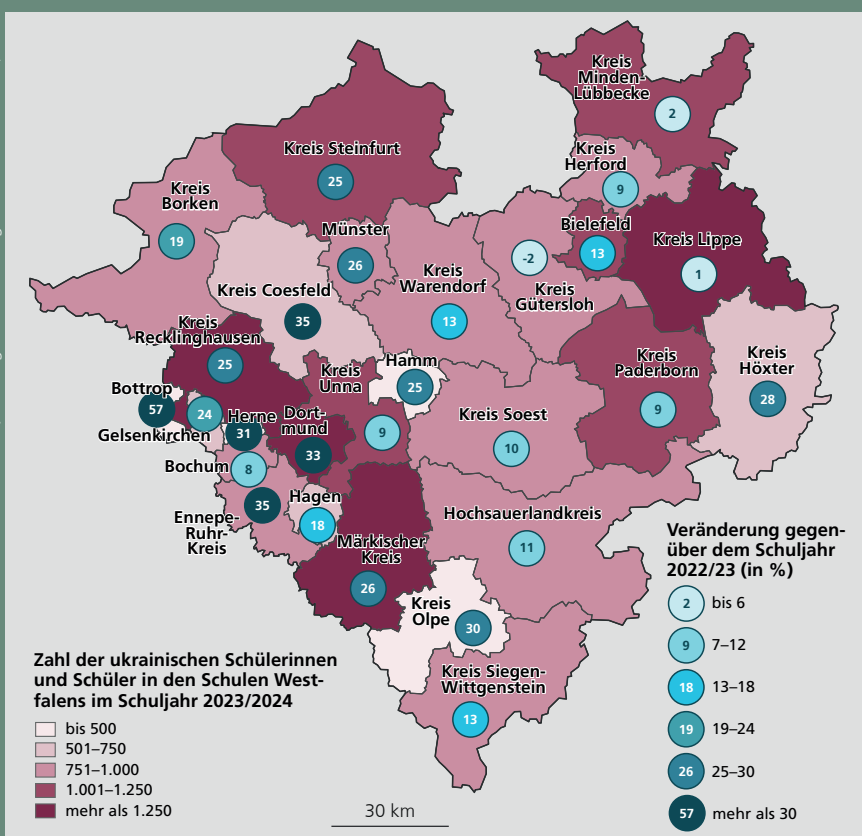 Kreis
Minden-
Lübbecke
2
Kreis Steinfurt
25
Kreis
Herford
9
Kreis
Borken
19
Münster
26
Bielefeld
13
Kreis Lippe
1
-2
Kreis
Gütersloh
Kreis
Warendorf
13
Kreis Coesfeld
35
Kreis
Recklinghausen
25
Kreis
Unna
9
Hamm
25
Kreis
Paderborn
9
Kreis
Höxter
28
Bottrop
57
24
Gelsenkirchen
Herne
31
Dort-
mund
33
Kreis Soest
10
Bochum
8
35
Ennepe-
Ruhr-
Kreis
Hagen
18
Märkischer
Kreis
26
Hochsauerlandkreis
11
Kreis
Olpe
30
Kreis Siegen-
Wittgenstein
13
Zahl der ukrainischen Schülerinnen
und Schüler in den Schulen West-
falens im Schuljahr 2023/2024
bis 500
501–750
751–1.000
1.001–1.250
mehr als 1.250
30 km
Veränderung gegen-
über dem Schuljahr
2022/23 (in %)
2 bis 6
9 7–12
18 13–18
19 19–24
26 25–30
57 mehr als 30